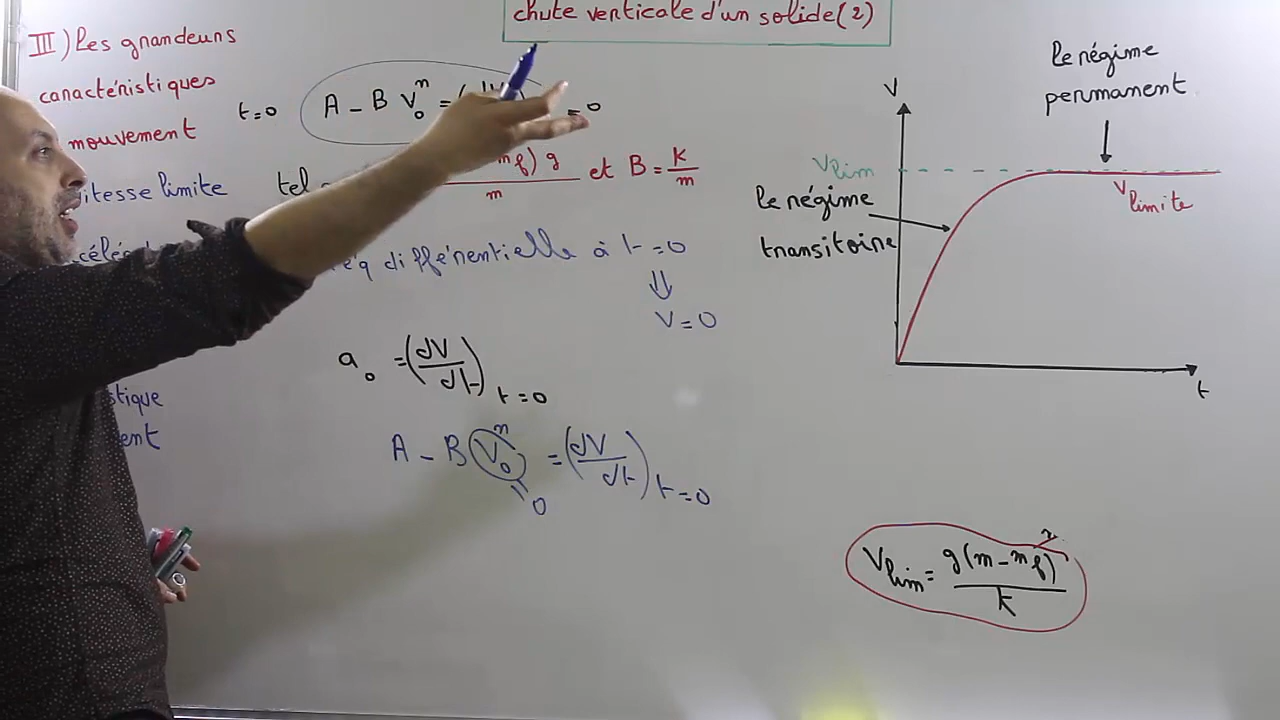 chute verticale d'un solide(2)
III) Les grandeurs
caractéristiques
mouvement
t=0 A - B V₀ⁿ = =0
tel g / m et B = k/m
itesse limite
différentielle à t=0
⇓
V=0
a₀ = (dV/dt) t=0
A - B V₀ⁿ = (dV/dt) t=0
0
stique
ent
le régime
permanent
V
Vlim
Vlimite
le régime
transitoire
t
Vlim = g(m-mf)/k